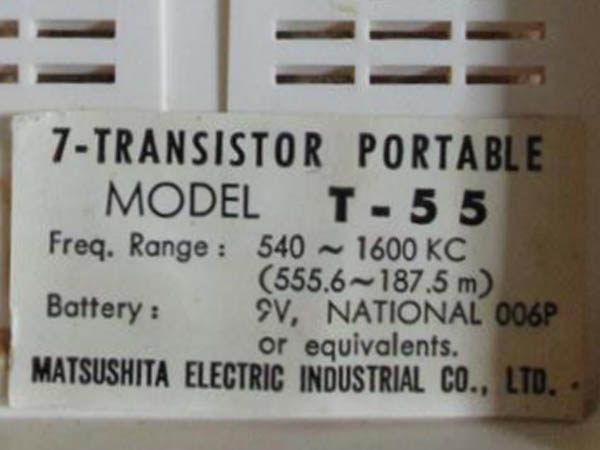 7-TRANSISTOR PORTABLE
MODEL T-55
Freq. Range: 540 ~ 1600 KC
(555.6~187.5 m)
Battery: 9V, NATIONAL 006P
or equivalents.
MATSUSHITA ELECTRIC INDUSTRIAL CO., LTD.